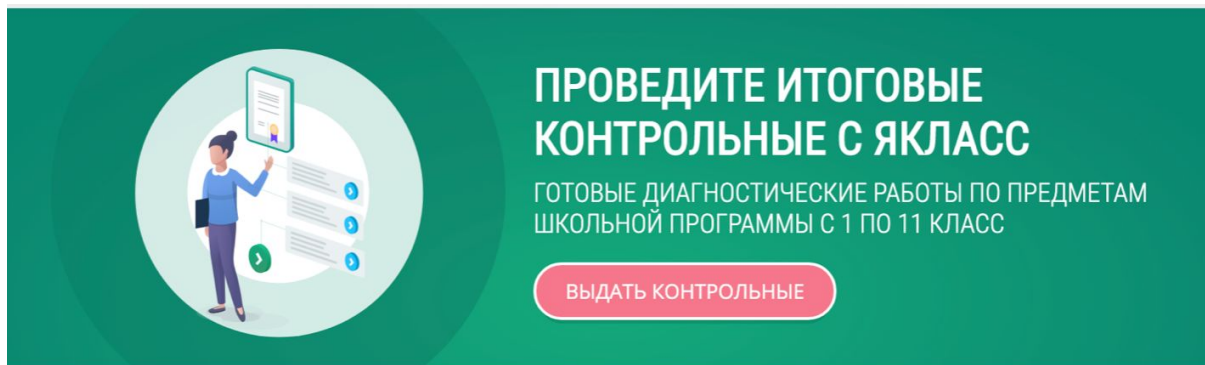 ПРОВЕДИТЕ ИТОГОВЫЕ
КОНТРОЛЬНЫЕ С ЯКЛАСС
ГОТОВЫЕ ДИАГНОСТИЧЕСКИЕ РАБОТЫ ПО ПРЕДМЕТАМ
ШКОЛЬНОЙ ПРОГРАММЫ С 1 ПО 11 КЛАСС
ВЫДАТЬ КОНТРОЛЬНЫЕ